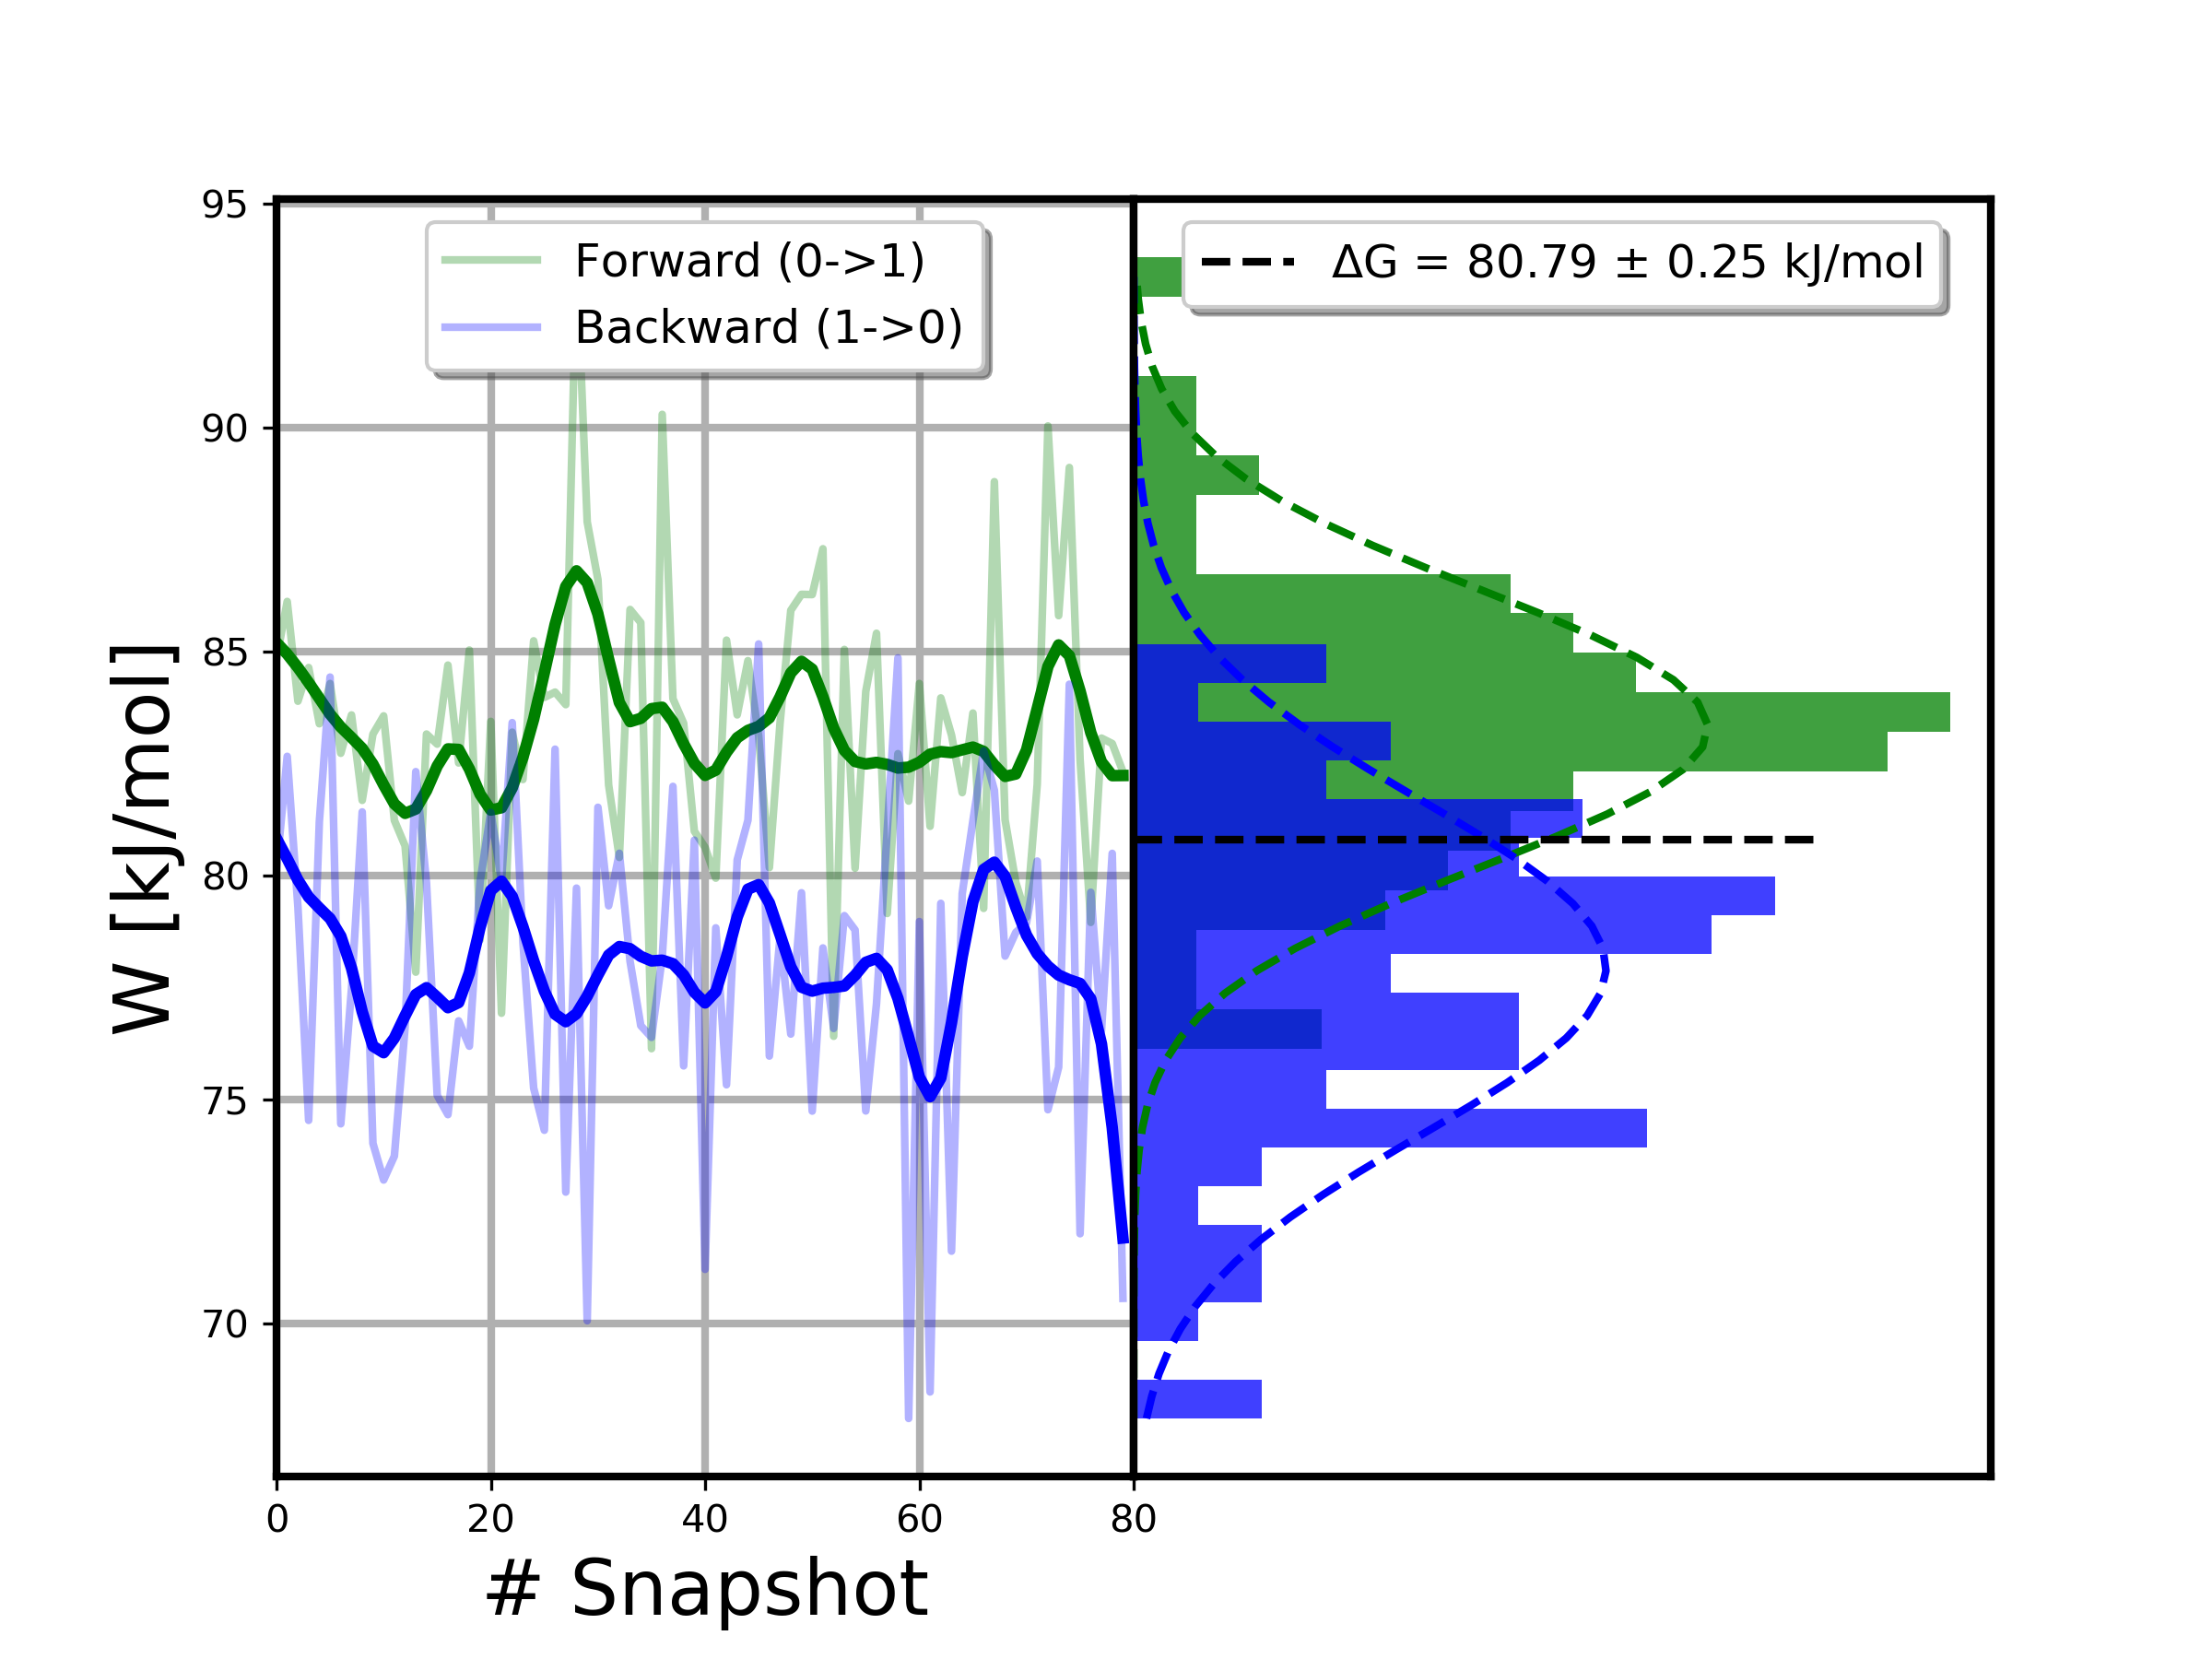 95
90
85
80
75
70
W [kJ/mol]
Forward (0->1)
Backward (1->0)
ΔG = 80.79 ± 0.25 kJ/mol
0 20 40 60 80
# Snapshot